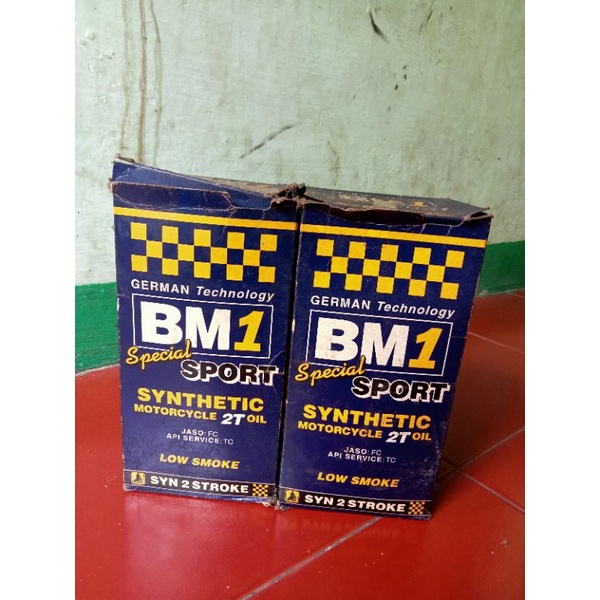 GERMAN Technology
BM1
Special
SPORT
SYNTHETIC
MOTORCYCLE 2T OIL
JASO:FC
API SERVICE:TC
LOW SMOKE
SYN 2 STROKE
GERMAN Technology
BM1
Special
SPORT
SYNTHETIC
MOTORCYCLE 2T OIL
JASO:FC
API SERVICE:TC
LOW SMOKE
SYN 2 STROKE